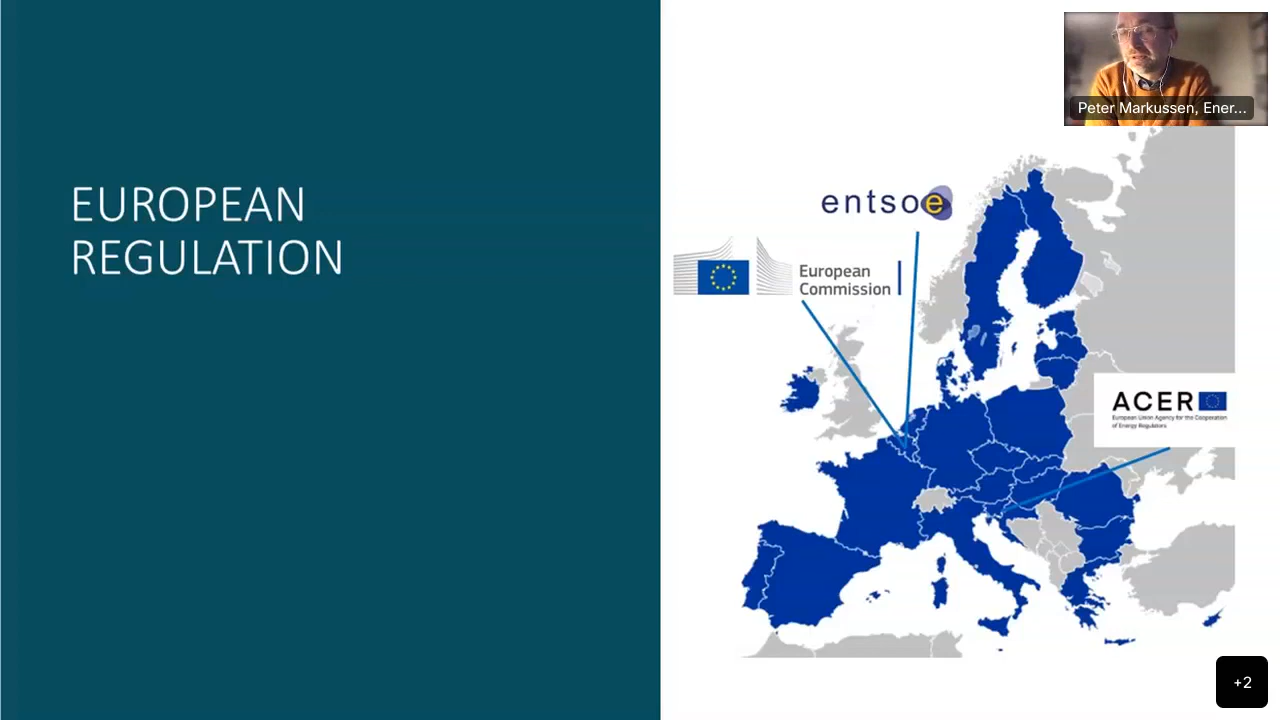 EUROPEAN
REGULATION
Peter Markussen, Ener...
entsoe
European
Commission
ACER
European Union Agency for the Cooperation
of Energy Regulators
+2